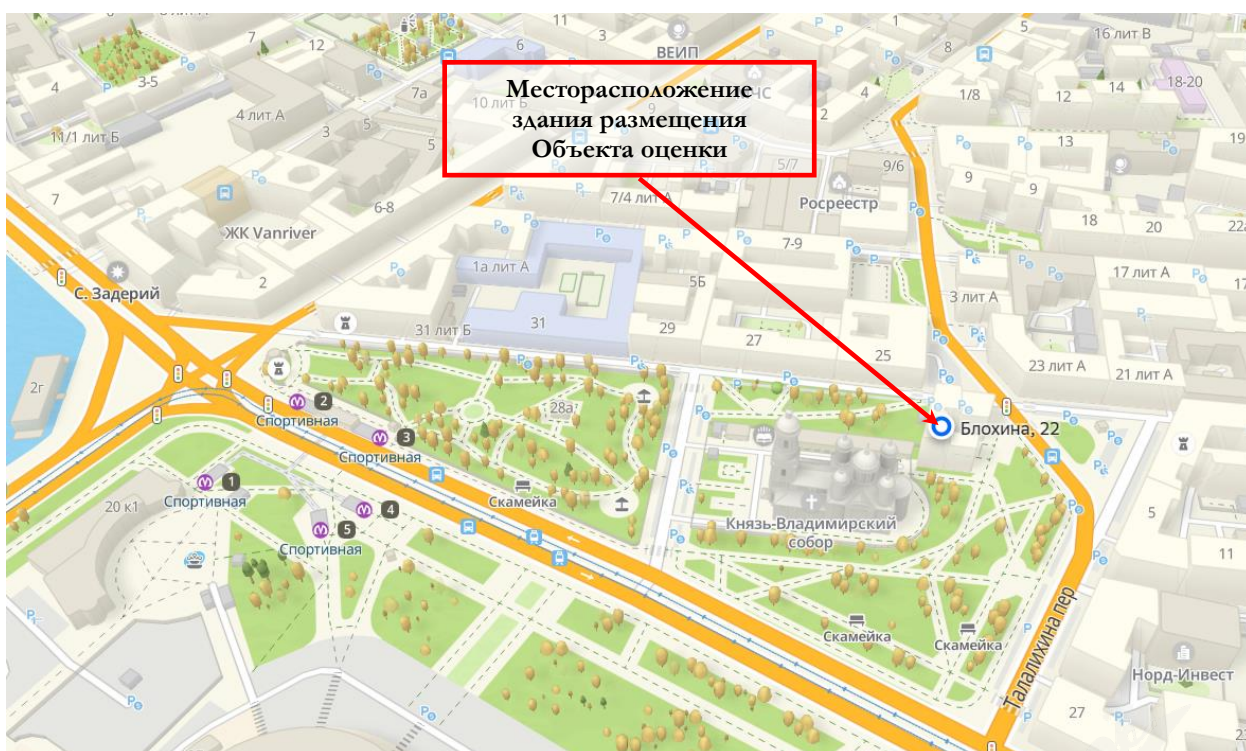 11
3
ВЕИП
8
5
16 лит В
7
12
6
3-5
4
7а
10 лит Б
9
ЧС
2
4
1/8
12
14
18-20
Месторасположение
здания размещения
Объекта оценки
4 лит А
3
5
5
11/1 лит Б
13
19
5/7
9/6
9
9
7
6-8
7/4 лит А
Росреестр
18
20
22а
ЖК Vanriver
7-9
1а лит А
5Б
17 лит А
17
С. Задерий
2
3 лит А
31 лит Б
31
29
27
25
23 лит А
21 лит А
2г
2
Спортивная
28а
Блохина, 22
3
Спортивная
1
Спортивная
20 к1
4
Скамейка
5
Спортивная
Князь-Владимирский
собор
5
11
Скамейка
Скамейка
Талалихина пер
Норд-Инвест
27